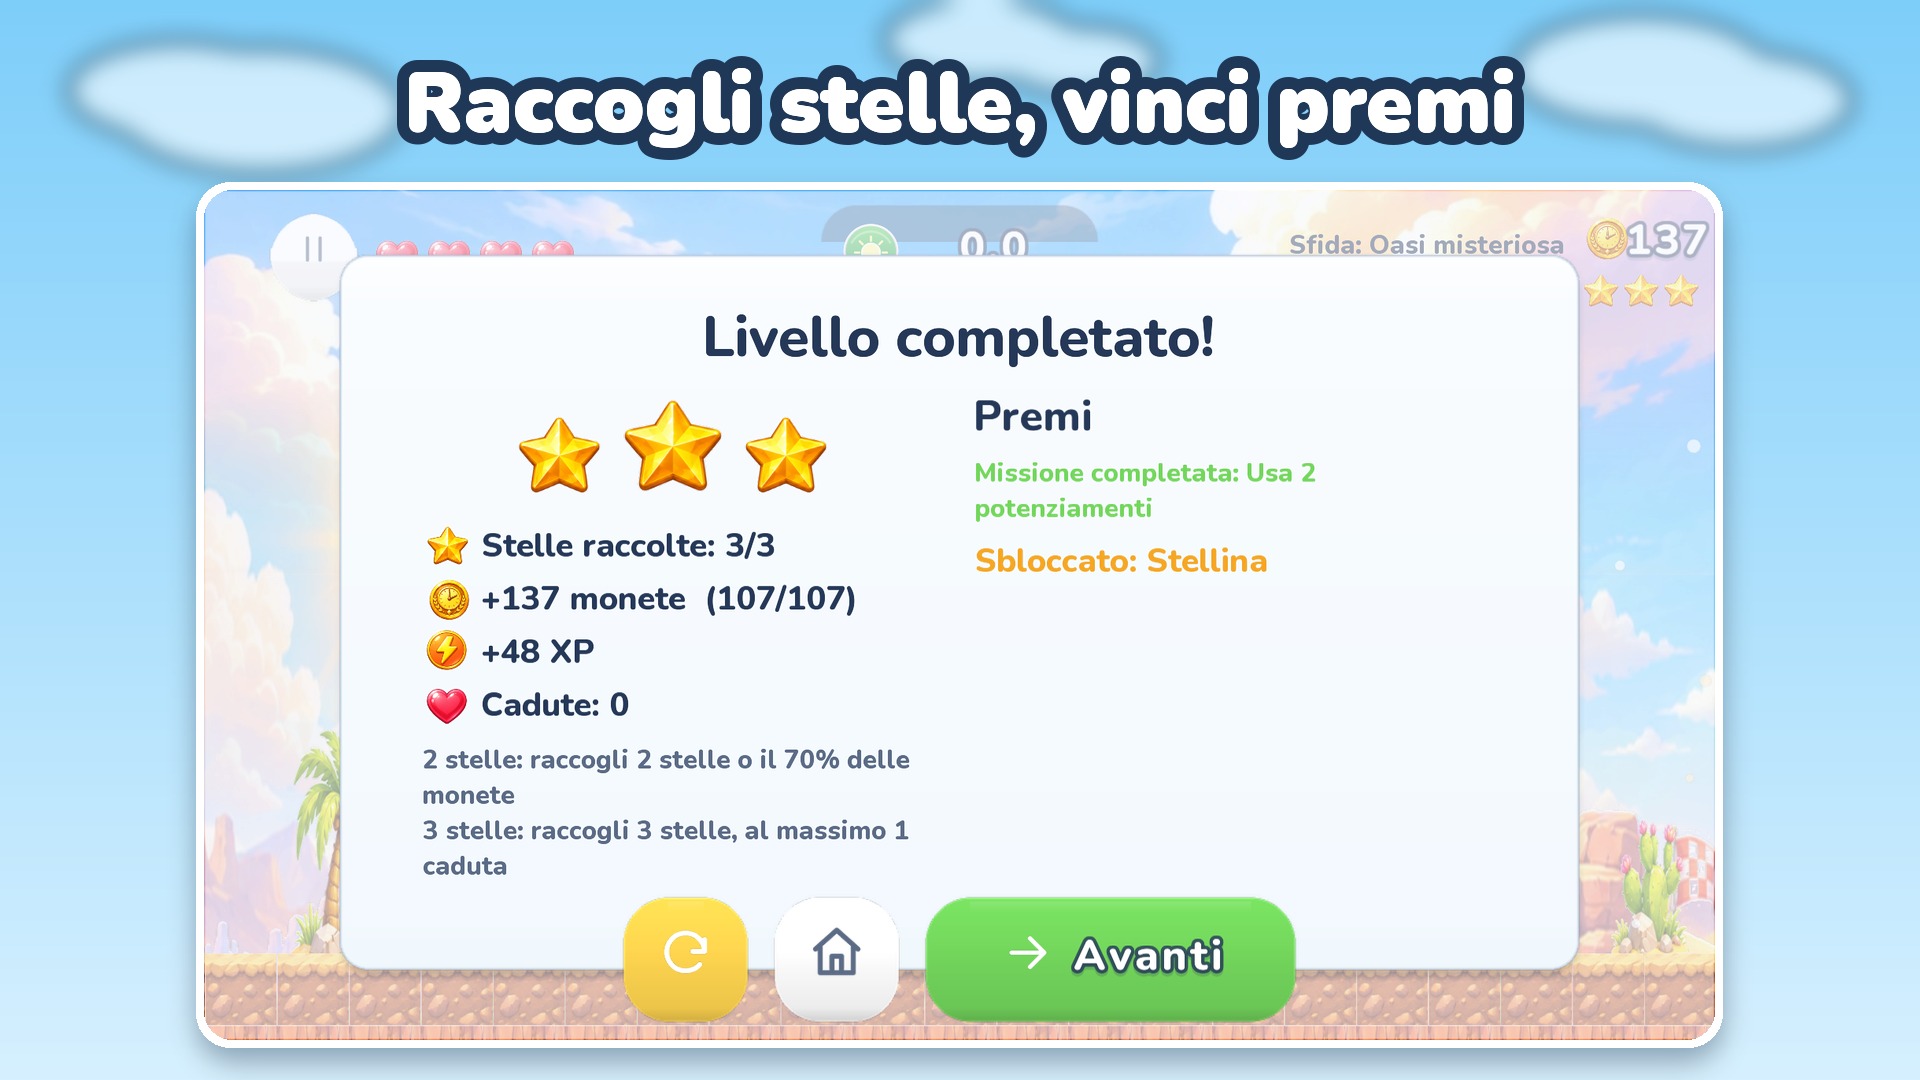 Raccogli stelle, vinci premi
0.0
Sfida: Oasi misteriosa
137
Livello completato!
Stelle raccolte: 3/3
+137 monete (107/107)
+48 XP
Cadute: 0
2 stelle: raccogli 2 stelle o il 70% delle
monete
3 stelle: raccogli 3 stelle, al massimo 1
caduta
Premi
Missione completata: Usa 2
potenziamenti
Sbloccato: Stellina
Avanti